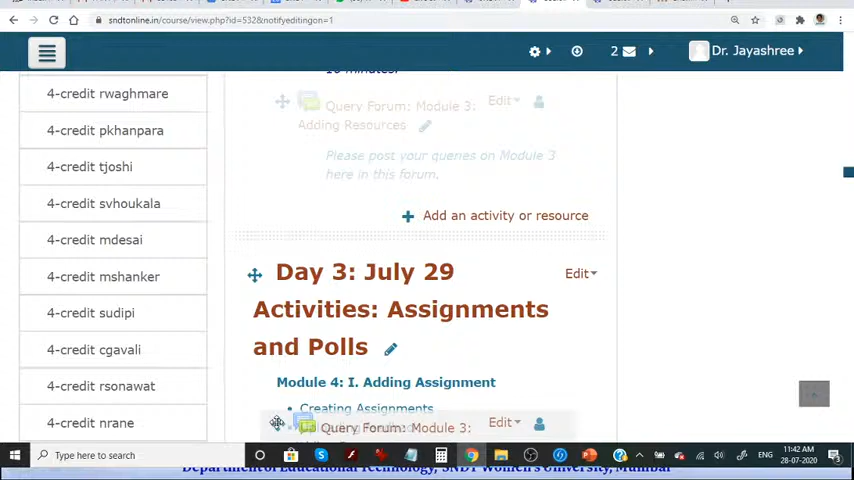 sndtonline.in/course/view.php?id=532&notifyeditingon=1
2
Dr. Jayashree
10 minutes.
4-credit rwaghmare
4-credit pkhanpara
4-credit tjoshi
4-credit svhoukala
4-credit mdesai
4-credit mshanker
4-credit sudipi
4-credit cgavali
4-credit rsonawat
4-credit nrane
Query Forum: Module 3:
Adding Resources
Edit
Please post your quenes on Module 3
here in this forum.
Add an activity or resource
Day 3: July 29
Activities: Assignments
and Polls
Edit
Module 4: I. Adding Assignment
Creating Assignments
Query Forum: Module 3:
Edit
Type here to search
ENG
11:42 AM
28-07-2020
3
Department of Educational Technology, SNDT Women's University, Mumbai